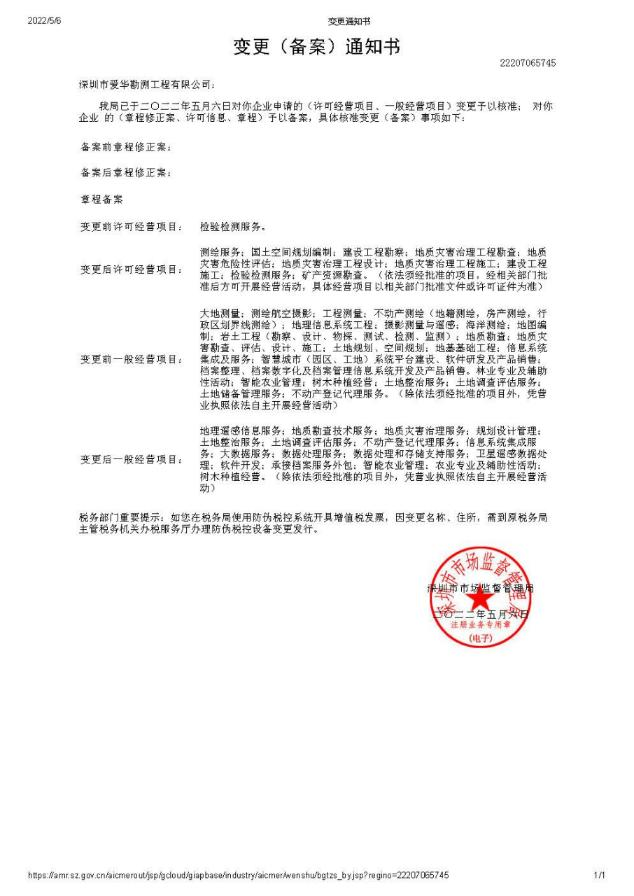 2022/5/6
变更通知书
变更（备案）通知书
22207065745
深圳市爱华勘测工程有限公司：
我局已于二〇二二年五月六日对你企业申请的（许可经营项目、一般经营项目）变更予以核准； 对你
企业 的（章程修正案、许可信息、章程）予以备案，具体核准变更（备案）事项如下：
备案前章程修正案：
备案后章程修正案：
章程备案
变更前许可经营项目： 检验检测服务。
变更后许可经营项目：
测绘服务；国土空间规划编制；建设工程勘察；地质灾害治理工程勘查；地质
灾害危险性评估；地质灾害治理工程设计；地质灾害治理工程施工；建设工程
施工；检验检测服务；矿产资源勘查。（依法须经批准的项目，经相关部门批
准后方可开展经营活动，具体经营项目以相关部门批准文件或许可证件为准）
变更前一般经营项目：
大地测量；测绘航空摄影；工程测量；不动产测绘（地籍测绘，房产测绘，行
政区划界线测绘）；地理信息系统工程；摄影测量与遥感；海洋测绘；地图编
制；岩土工程（勘察、设计、物探、测试、检测、监测）；地质勘查；地质灾
害勘查、评估、设计、施工；土地规划、空间规划；地基基础工程；信息系统
集成及服务；智慧城市（园区、工地）系统平台建设、软件研发及产品销售；
档案整理、档案数字化及档案管理信息系统开发及产品销售。林业专业及辅助
性活动；智能农业管理；树木种植经营；土地整治服务；土地调查评估服务；
土地储备管理服务；不动产登记代理服务。（除依法须经批准的项目外，凭营
业执照依法自主开展经营活动）
变更后一般经营项目：
地理遥感信息服务；地质勘查技术服务；地质灾害治理服务；规划设计管理；
土地整治服务；土地调查评估服务；不动产登记代理服务；信息系统集成服
务；大数据服务；数据处理服务；数据处理和存储支持服务；卫星遥感数据处
理；软件开发；承接档案服务外包；智能农业管理；农业专业及辅助性活动；
树木种植经营。（除依法须经批准的项目外，凭营业执照依法自主开展经营活
动）
税务部门重要提示：如您在税务局使用防伪税控系统开具增值税发票，因变更名称、住所，需到原税务局
主管税务机关办税服务厅办理防伪税控设备变更发行。
深圳市市场监督管理局
深圳市市场监督管理局
二〇二二年五月六日
注册业务专用章
（电子）
https://amr.sz.gov.cn/aicmerout/jsp/gcloud/giapbase/industry/aicmer/wenshu/bgtzs_by.jsp?regino=22207065745
1/1